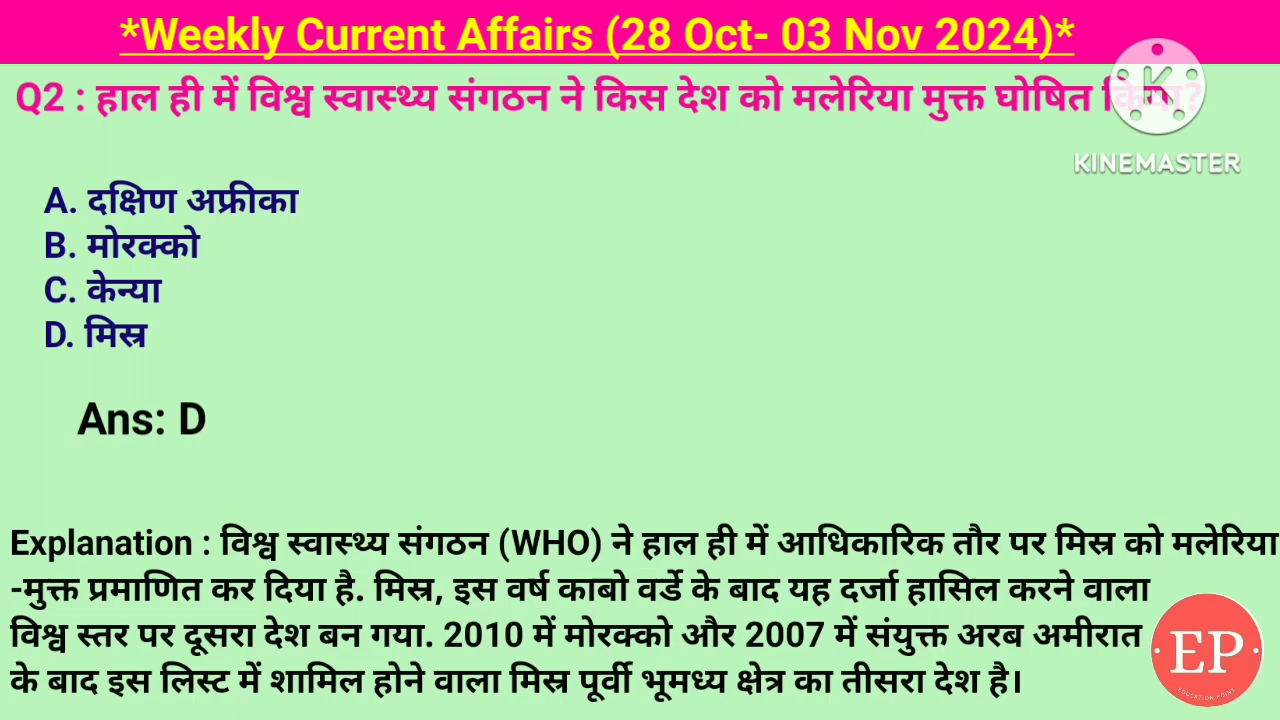 *Weekly Current Affairs (28 Oct- 03 Nov 2024)*
Q2 : हाल ही में विश्व स्वास्थ्य संगठन ने किस देश को मलेरिया मुक्त घोषित किया?
KINEMASTER
A. दक्षिण अफ्रीका
B. मोरक्को
C. केन्या
D. मिस्र
Ans: D
Explanation : विश्व स्वास्थ्य संगठन (WHO) ने हाल ही में आधिकारिक तौर पर मिस्र को मलेरिया
-मुक्त प्रमाणित कर दिया है. मिस्र, इस वर्ष काबो वर्डे के बाद यह दर्जा हासिल करने वाला
विश्व स्तर पर दूसरा देश बन गया. 2010 में मोरक्को और 2007 में संयुक्त अरब अमीरात
के बाद इस लिस्ट में शामिल होने वाला मिस्र पूर्वी भूमध्य क्षेत्र का तीसरा देश है।
EP
EDUCATION POINT